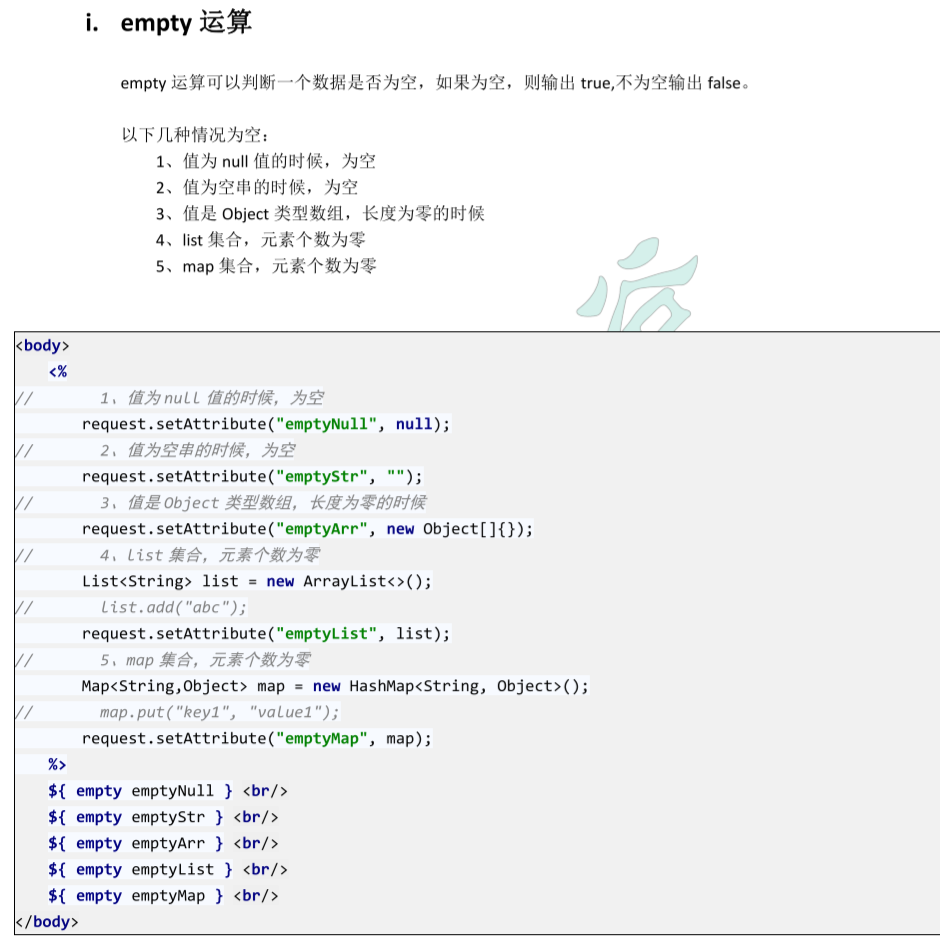 i. empty 运算
empty 运算可以判断一个数据是否为空，如果为空，则输出 true,不为空输出 false。
以下几种情况为空：
1、值为 null 值的时候，为空
2、值为空串的时候，为空
3、值是 Object 类型数组，长度为零的时候
4、list 集合，元素个数为零
5、map 集合，元素个数为零
<body>
<%
// 1、值为 null 值的时候，为空
request.setAttribute("emptyNull", null);
// 2、值为空串的时候，为空
request.setAttribute("emptyStr", "");
// 3、值是 Object 类型数组，长度为零的时候
request.setAttribute("emptyArr", new Object[]{});
// 4、list 集合，元素个数为零
List<String> list = new ArrayList<>();
// list.add("abc");
request.setAttribute("emptyList", list);
// 5、map 集合，元素个数为零
Map<String,Object> map = new HashMap<String, Object>();
// map.put("key1", "value1");
request.setAttribute("emptyMap", map);
%>
${ empty emptyNull } <br/>
${ empty emptyStr } <br/>
${ empty emptyArr } <br/>
${ empty emptyList } <br/>
${ empty emptyMap } <br/>
</body>